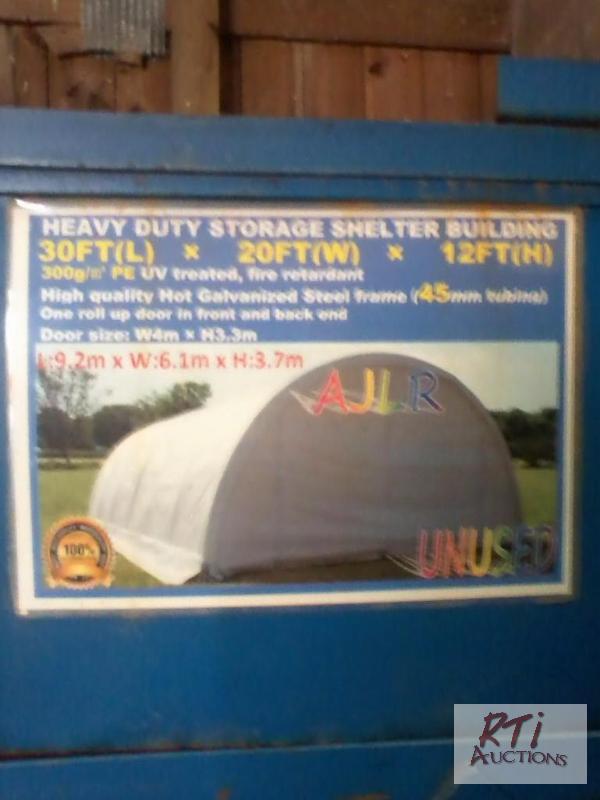 HEAVY DUTY STORAGE SHELTER BUILDING
30FT(L) × 20FT(W) × 12FT(H)
300g/㎡ PE UV treated, fire retardant
High quality Hot Galvanized Steel frame (45mm tubing)
One roll up door in front and back end
Door size: W4m × H3.3m
L:9.2m x W:6.1m x H:3.7m
AJLR
100%
UNUSED
RTi
AUCTIONS